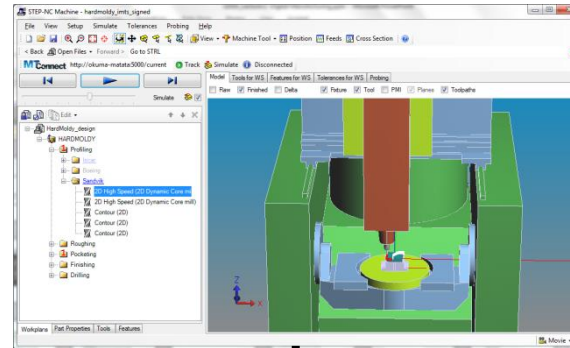 STEP-NC Machine - hardmoldy_imts_signed
File View Setup Simulate Tolerances Probing Help
View Machine Tool Position Feeds Cross Section
< Back Open Files Forward > Go to STRL
MTConnect http://okuma-matata:5000/current Track Simulate Disconnected
Simulate
Edit
Model Tools for WS Features for WS Tolerances for WS Probing
Raw Finished Delta Fixture Tool PMI Planes Toolpaths
HardMoldy_design
HARDMOLDY
Profiling
Iscar
Boeing
Sandvik
2D High Speed (2D Dynamic Core mil
2D High Speed (2D Dynamic Core mill)
Contour (2D)
Contour (2D)
Contour (2D)
Roughing
Pocketing
Finishing
Drilling
Z
X
Workplans Part Properties Tools Features
Movie